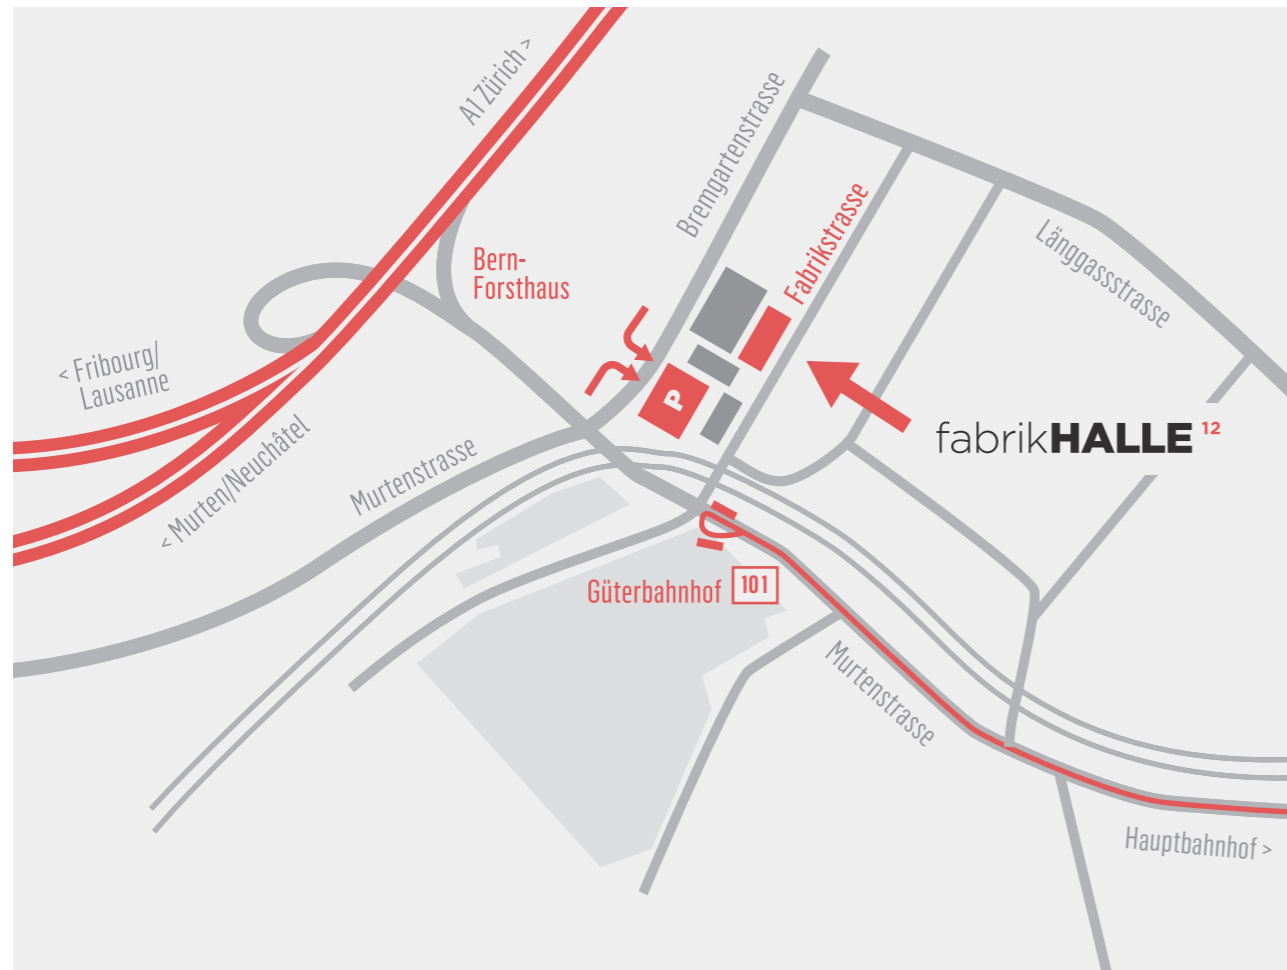 A1 Zürich >
Bremgartenstrasse
Fabrikstrasse
Länggassstrasse
Bern-
Forsthaus
< Fribourg/
Lausanne
< Murten/Neuchâtel
Murtenstrasse
P
fabrikHALLE 12
Güterbahnhof 101
Murtenstrasse
Hauptbahnhof >